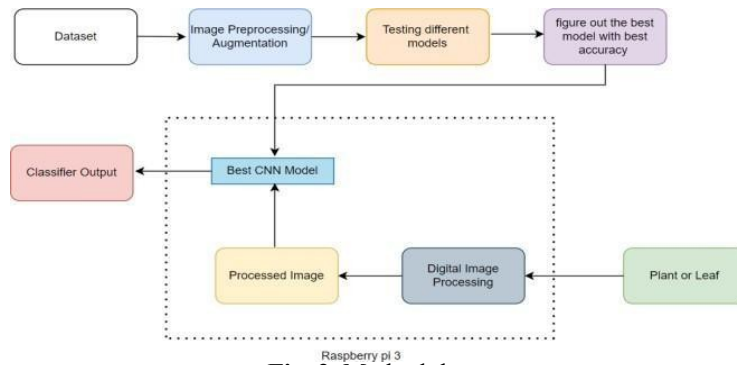 Dataset
Image Preprocessing/
Augmentation
Testing different
models
figure out the best
model with best
accuracy
Classifier Output
Best CNN Model
Processed Image
Digital Image
Processing
Plant or Leaf
Raspberry pi 3